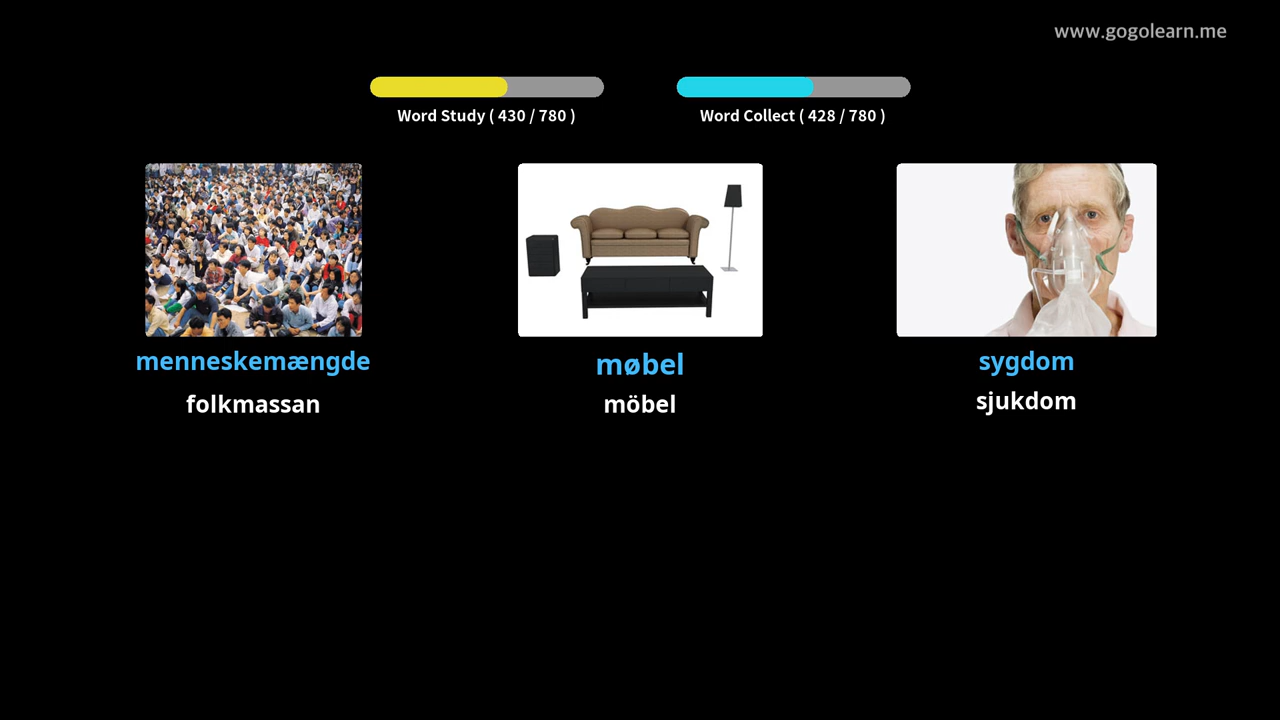 www.gogolearn.me
Word Study ( 430 / 780 )
Word Collect ( 428 / 780 )
menneskemængde
folkmassan
møbel
möbel
sygdom
sjukdom